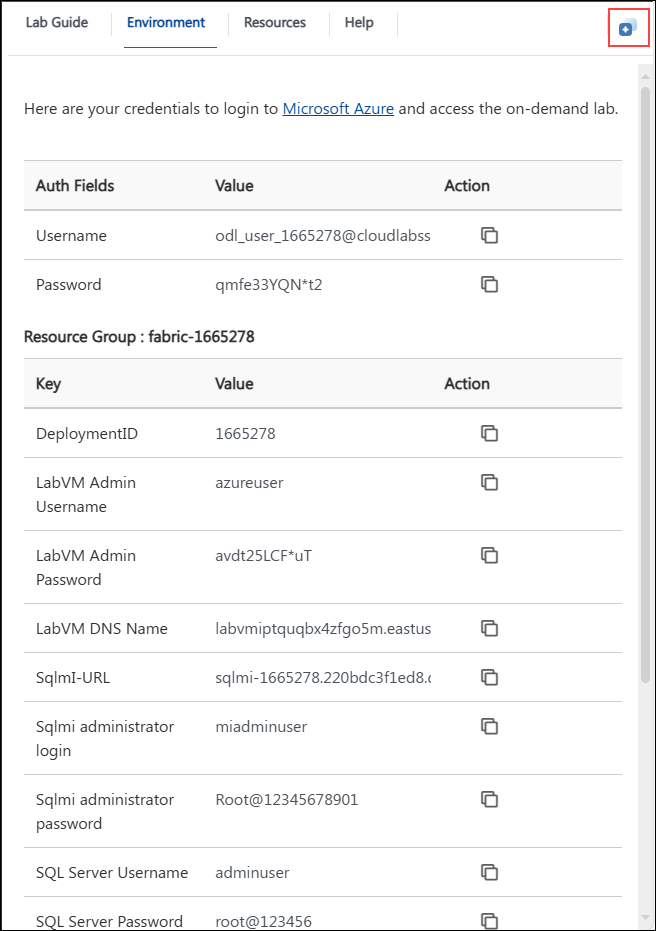 Lab Guide Environment Resources Help
Here are your credentials to login to Microsoft Azure and access the on-demand lab.
Auth Fields Value Action
Username odl_user_1665278@cloudlabss
Password qmfe33YQN*t2
Resource Group : fabric-1665278
Key Value Action
DeploymentID 1665278
LabVM Admin azureuser
Username
LabVM Admin avdt25LCF*uT
Password
LabVM DNS Name labvmiptquqbx4zfgo5m.eastus
SqlmI-URL sqlmi-1665278.220bdc3f1ed8.
Sqlmi administrator miadminuser
login
Sqlmi administrator Root@12345678901
password
SQL Server Username adminuser
SQL Server Password root@123456